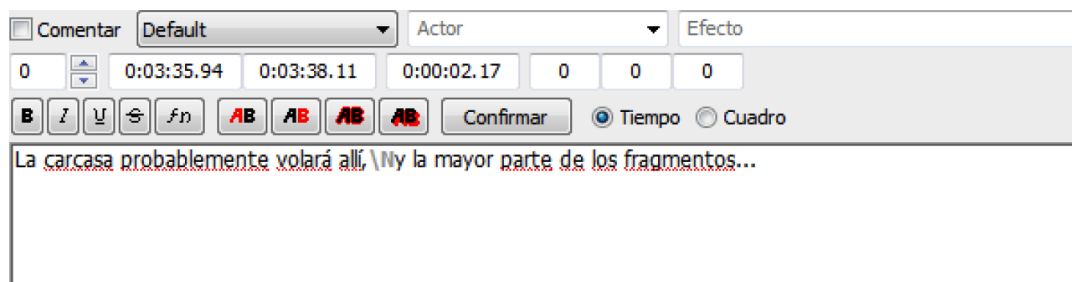 Comentar Default Actor Efecto
0 0:03:35.94 0:03:38.11 0:00:02.17 0 0 0
B I U S fn AB AB AB AB Confirmar Tiempo Cuadro
La carcasa probablemente volará allí,\Ny la mayor parte de los fragmentos...